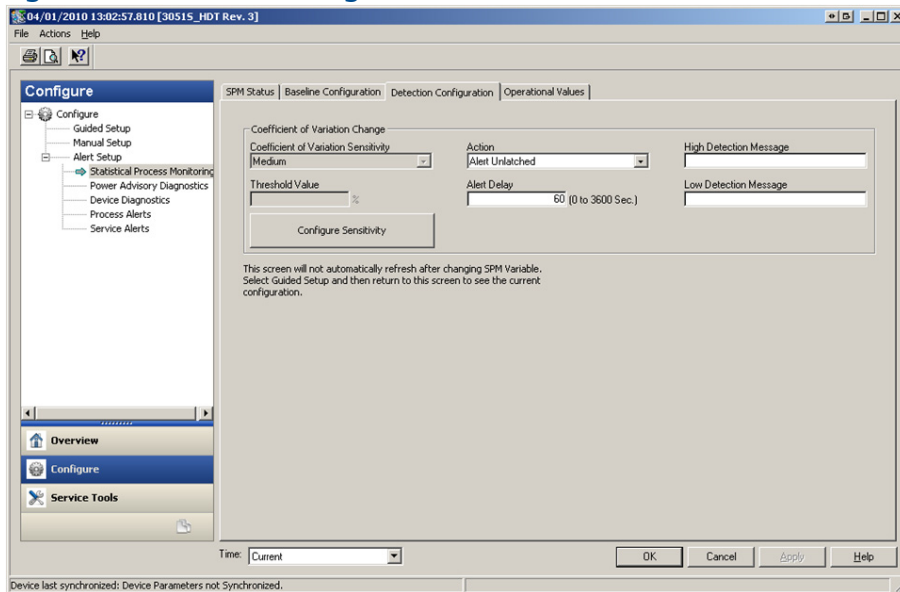 04/01/2010 13:02:57.810 [3051S_HDT Rev. 3]
File Actions Help
Configure
SPM Status Baseline Configuration Detection Configuration Operational Values
Configure
Guided Setup
Manual Setup
Alert Setup
Statistical Process Monitoring
Power Advisory Diagnostics
Device Diagnostics
Process Alerts
Service Alerts
Coefficient of Variation Change
Coefficient of Variation Sensitivity
Medium
Action
Alert Unlatched
High Detection Message
Threshold Value
%
Alert Delay
60 (0 to 3600 Sec.)
Low Detection Message
Configure Sensitivity
This screen will not automatically refresh after changing SPM Variable.
Select Guided Setup and then return to this screen to see the current
configuration.
Overview
Configure
Service Tools
Time: Current
OK Cancel Apply Help
Device last synchronized: Device Parameters not Synchronized.